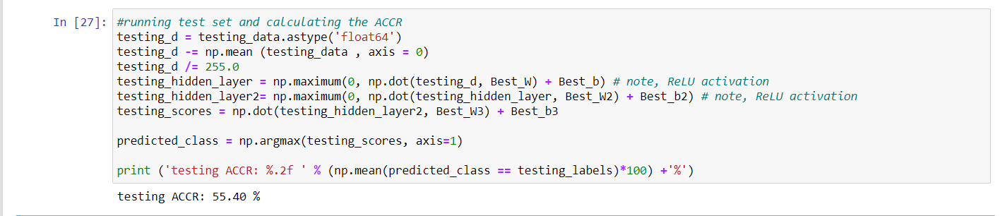 In [27]: #running test set and calculating the ACCR
testing_d = testing_data.astype('float64')
testing_d -= np.mean (testing_data , axis = 0)
testing_d /= 255.0
testing_hidden_layer = np.maximum(0, np.dot(testing_d, Best_W) + Best_b) # note, ReLU activation
testing_hidden_layer2= np.maximum(0, np.dot(testing_hidden_layer, Best_W2) + Best_b2) # note, ReLU activation
testing_scores = np.dot(testing_hidden_layer2, Best_W3) + Best_b3
predicted_class = np.argmax(testing_scores, axis=1)
print ('testing ACCR: %.2f ' % (np.mean(predicted_class == testing_labels)*100) +'%')
testing ACCR: 55.40 %